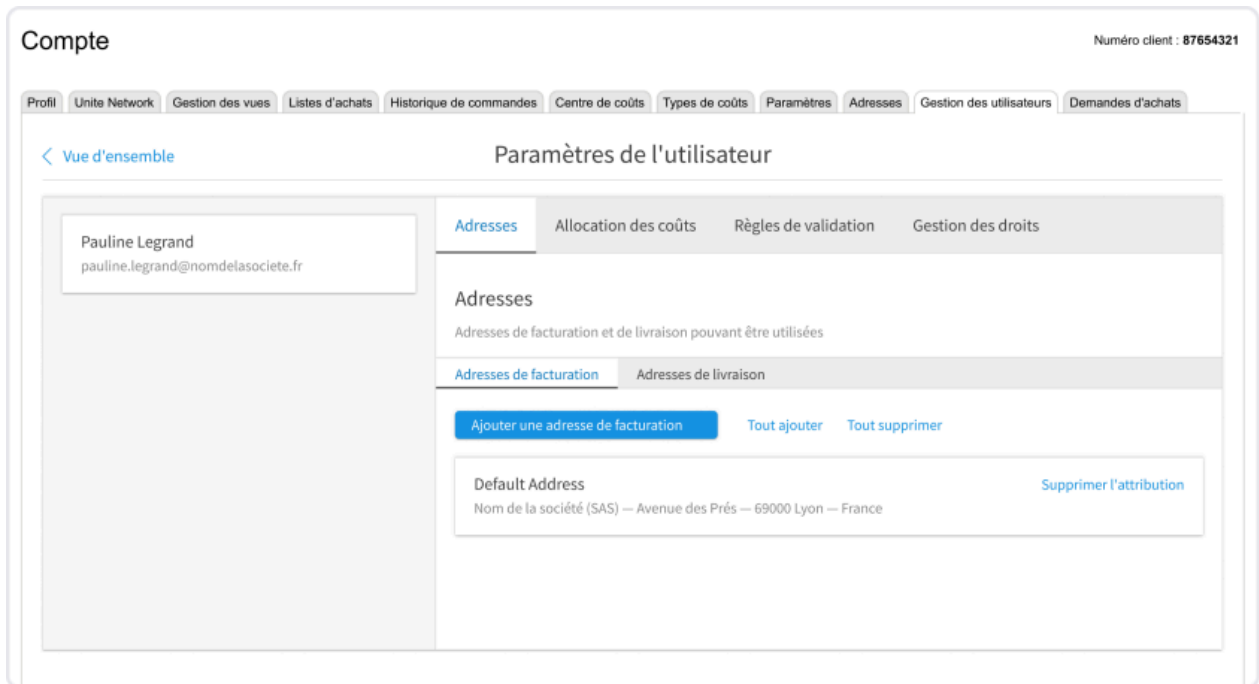 Compte
Numéro client : 87654321
Profil Unite Network Gestion des vues Listes d'achats Historique de commandes Centre de coûts Types de coûts Paramètres Adresses Gestion des utilisateurs Demandes d'achats
Vue d'ensemble
Paramètres de l'utilisateur
Pauline Legrand
pauline.legrand@nomdelasociete.fr
Adresses Allocation des coûts Règles de validation Gestion des droits
Adresses
Adresses de facturation et de livraison pouvant être utilisées
Adresses de facturation Adresses de livraison
Ajouter une adresse de facturation Tout ajouter Tout supprimer
Default Address Supprimer l'attribution
Nom de la société (SAS) — Avenue des Prés — 69000 Lyon — France